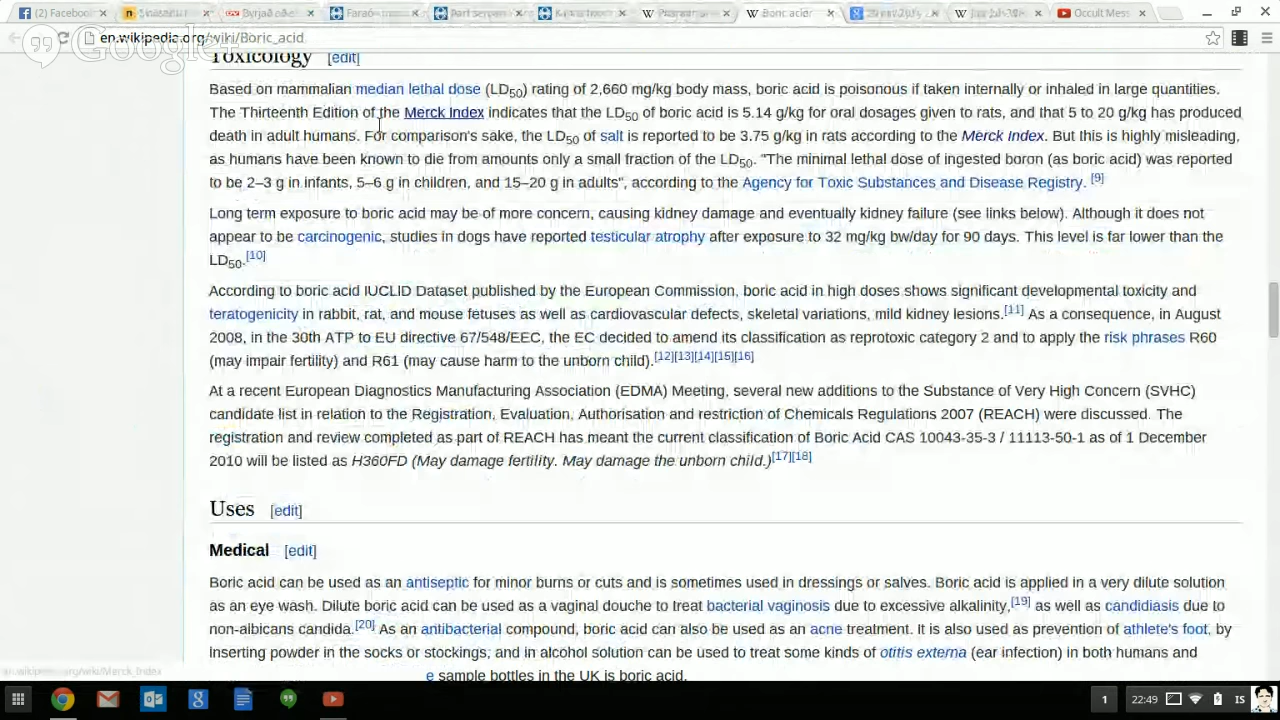 (2) Facebook
Boric acid
Occult Mess
en.wikipedia.org/wiki/Boric_acid
Google+
Toxicology [edit]
Based on mammalian median lethal dose (LD50) rating of 2,660 mg/kg body mass, boric acid is poisonous if taken internally or inhaled in large quantities.
The Thirteenth Edition of the Merck Index indicates that the LD50 of boric acid is 5.14 g/kg for oral dosages given to rats, and that 5 to 20 g/kg has produced
death in adult humans. For comparison's sake, the LD50 of salt is reported to be 3.75 g/kg in rats according to the Merck Index. But this is highly misleading,
as humans have been known to die from amounts only a small fraction of the LD50. "The minimal lethal dose of ingested boron (as boric acid) was reported
to be 2–3 g in infants, 5–6 g in children, and 15–20 g in adults", according to the Agency for Toxic Substances and Disease Registry. [9]
Long term exposure to boric acid may be of more concern, causing kidney damage and eventually kidney failure (see links below). Although it does not
appear to be carcinogenic, studies in dogs have reported testicular atrophy after exposure to 32 mg/kg bw/day for 90 days. This level is far lower than the
LD50.[10]
According to boric acid IUCLID Dataset published by the European Commission, boric acid in high doses shows significant developmental toxicity and
teratogenicity in rabbit, rat, and mouse fetuses as well as cardiovascular defects, skeletal variations, mild kidney lesions.[11] As a consequence, in August
2008, in the 30th ATP to EU directive 67/548/EEC, the EC decided to amend its classification as reprotoxic category 2 and to apply the risk phrases R60
(may impair fertility) and R61 (may cause harm to the unborn child).[12][13][14][15][16]
At a recent European Diagnostics Manufacturing Association (EDMA) Meeting, several new additions to the Substance of Very High Concern (SVHC)
candidate list in relation to the Registration, Evaluation, Authorisation and restriction of Chemicals Regulations 2007 (REACH) were discussed. The
registration and review completed as part of REACH has meant the current classification of Boric Acid CAS 10043-35-3 / 11113-50-1 as of 1 December
2010 will be listed as H360FD (May damage fertility. May damage the unborn child.)[17][18]
Uses [edit]
Medical [edit]
Boric acid can be used as an antiseptic for minor burns or cuts and is sometimes used in dressings or salves. Boric acid is applied in a very dilute solution
as an eye wash. Dilute boric acid can be used as a vaginal douche to treat bacterial vaginosis due to excessive alkalinity,[19] as well as candidiasis due to
non-albicans candida.[20] As an antibacterial compound, boric acid can also be used as an acne treatment. It is also used as prevention of athlete's foot, by
inserting powder in the socks or stockings, and in alcohol solution can be used to treat some kinds of otitis externa (ear infection) in both humans and
en.wikipedia.org/wiki/Merck_Index
e sample bottles in the UK is boric acid.
1 22:49 IS